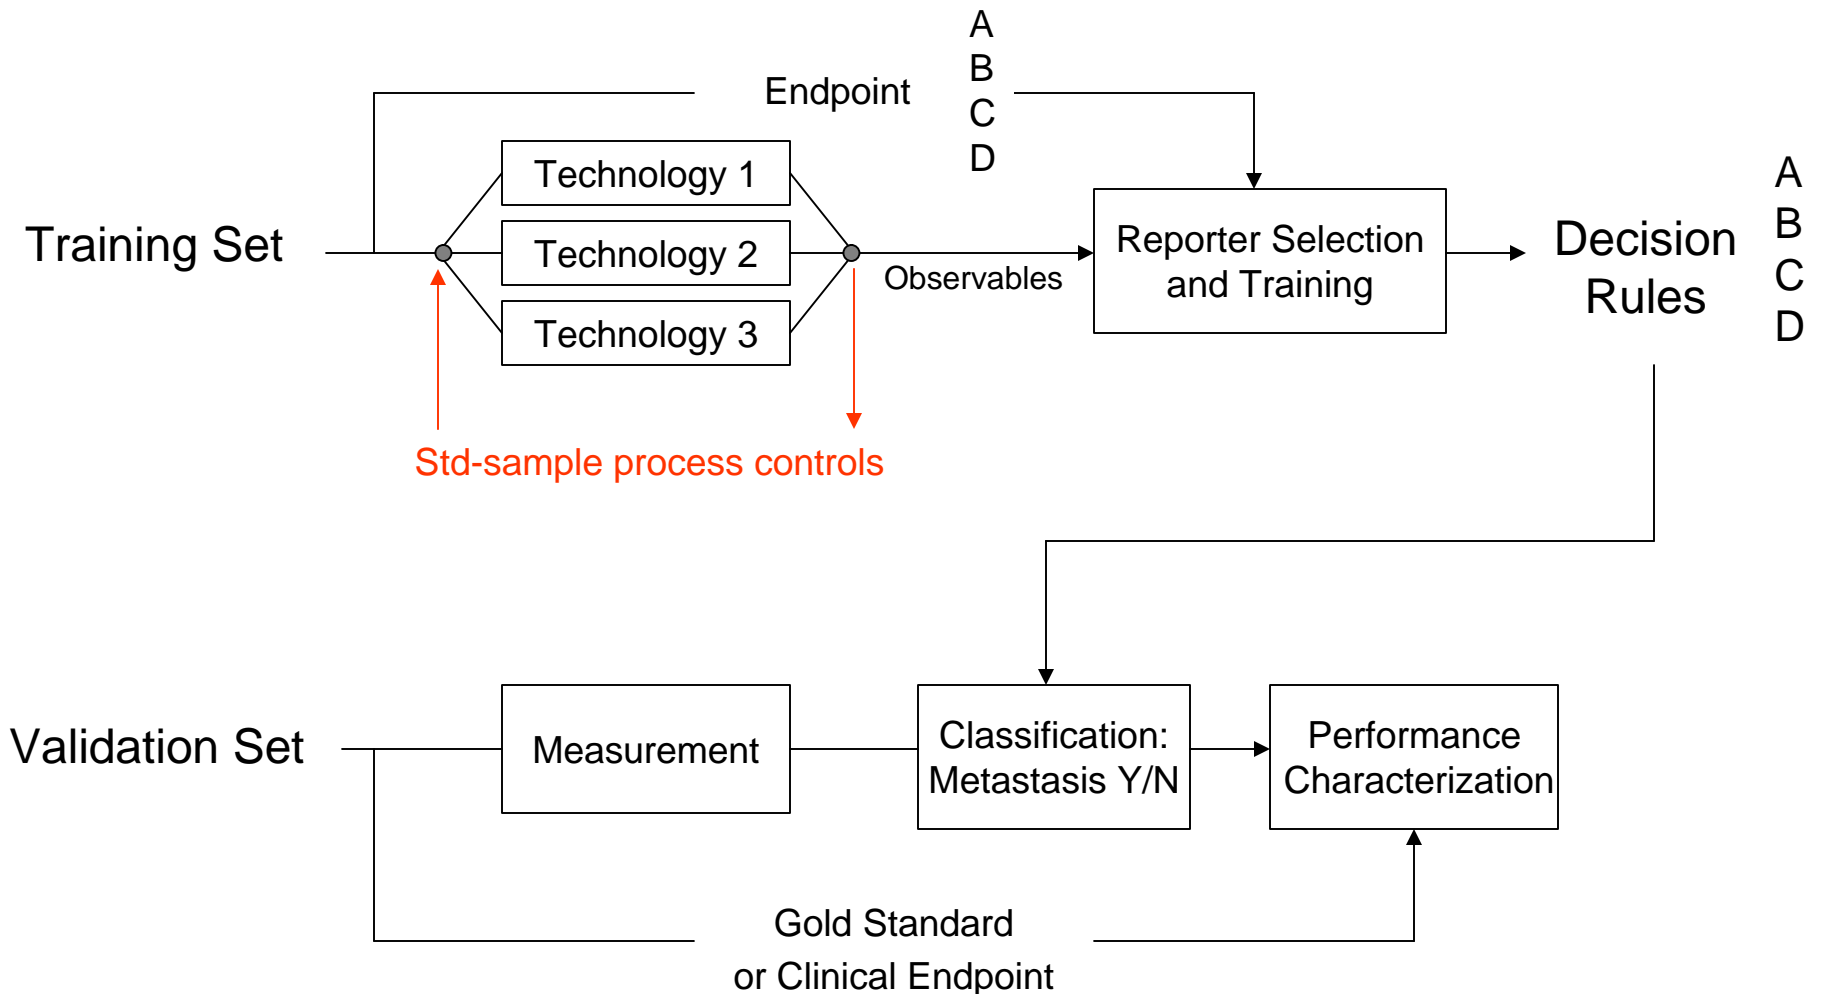 A
B
C
D
Endpoint
Technology 1
Technology 2
Technology 3
Training Set
Observables
Reporter Selection
and Training
Decision
Rules
A
B
C
D
Std-sample process controls
Validation Set
Measurement
Classification:
Metastasis Y/N
Performance
Characterization
Gold Standard
or Clinical Endpoint